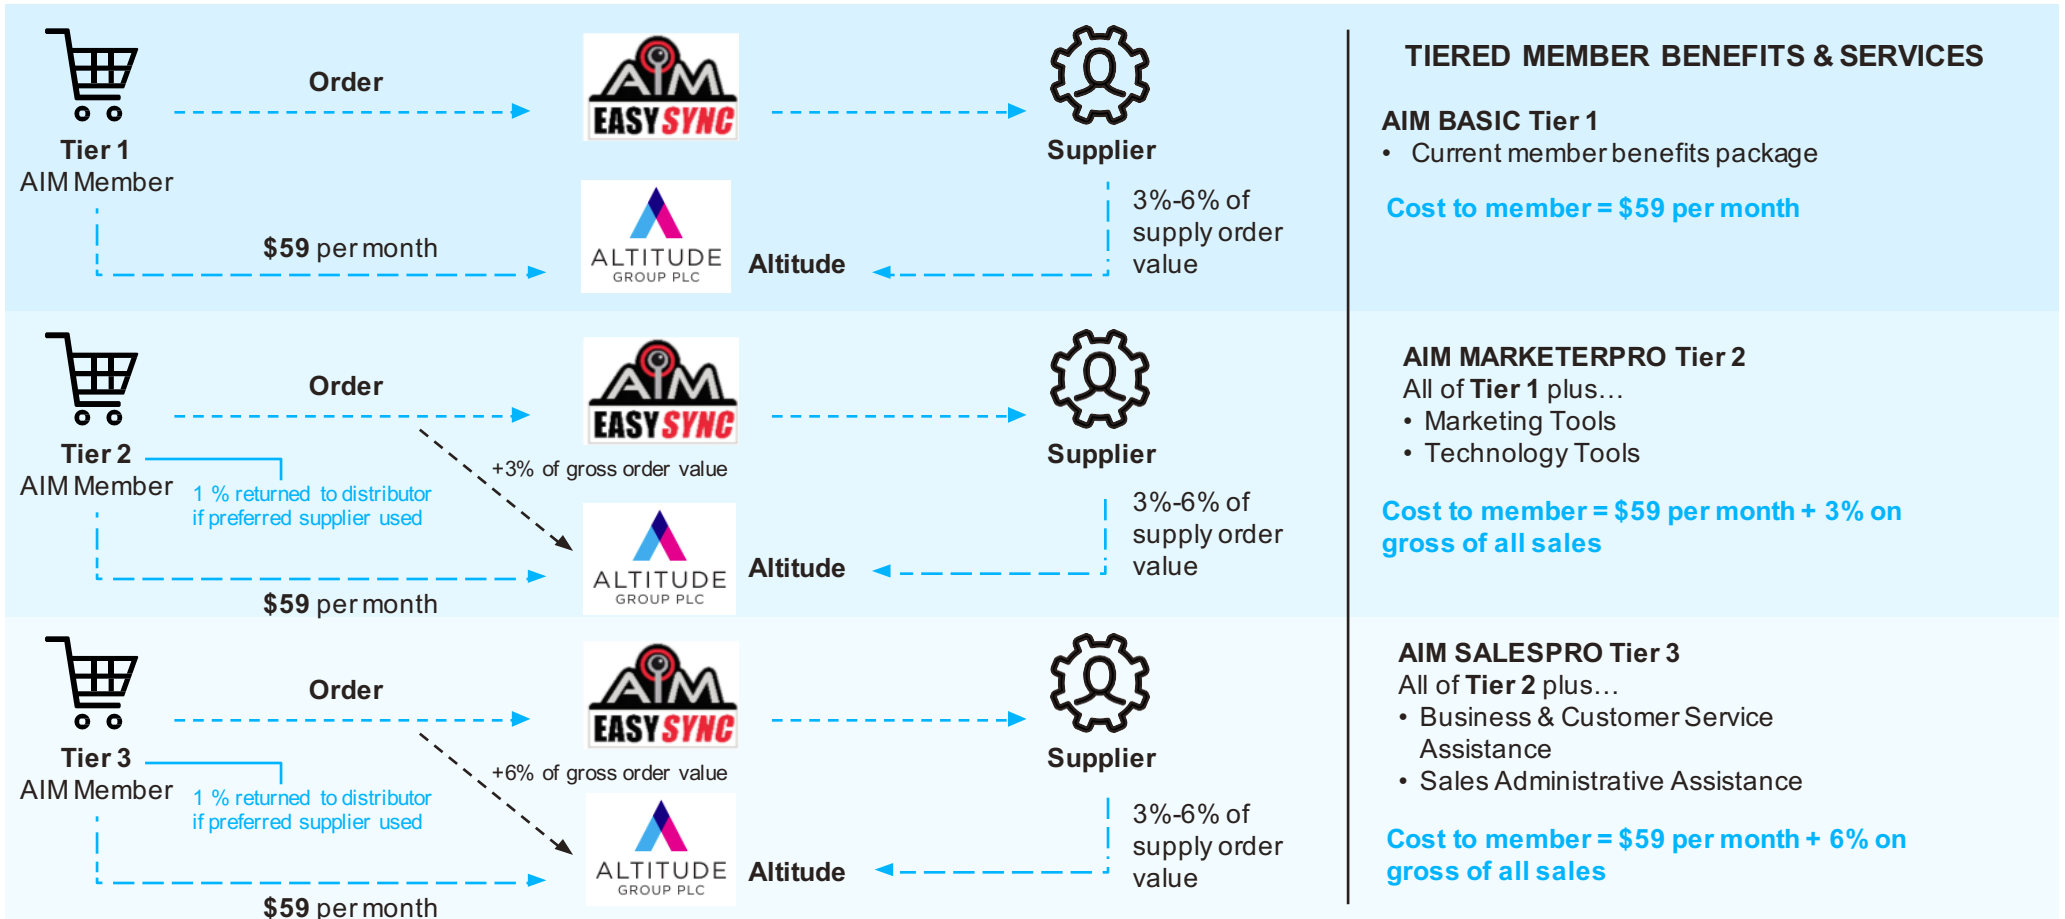 Order
AIM
EASY SYNC
Tier 1
AIM Member
Supplier
$59 per month
ALTITUDE
GROUP PLC
Altitude
3%-6% of
supply order
value
Order
AIM
EASY SYNC
Tier 2
AIM Member
1 % returned to distributor
if preferred supplier used
+3% of gross order value
Supplier
$59 per month
ALTITUDE
GROUP PLC
Altitude
3%-6% of
supply order
value
Order
AIM
EASY SYNC
Tier 3
AIM Member
1 % returned to distributor
if preferred supplier used
+6% of gross order value
Supplier
$59 per month
ALTITUDE
GROUP PLC
Altitude
3%-6% of
supply order
value
TIERED MEMBER BENEFITS & SERVICES
AIM BASIC Tier 1
• Current member benefits package
Cost to member = $59 per month
AIM MARKETERPRO Tier 2
All of Tier 1 plus…
• Marketing Tools
• Technology Tools
Cost to member = $59 per month + 3% on
gross of all sales
AIM SALESPRO Tier 3
All of Tier 2 plus…
• Business & Customer Service
Assistance
• Sales Administrative Assistance
Cost to member = $59 per month + 6% on
gross of all sales